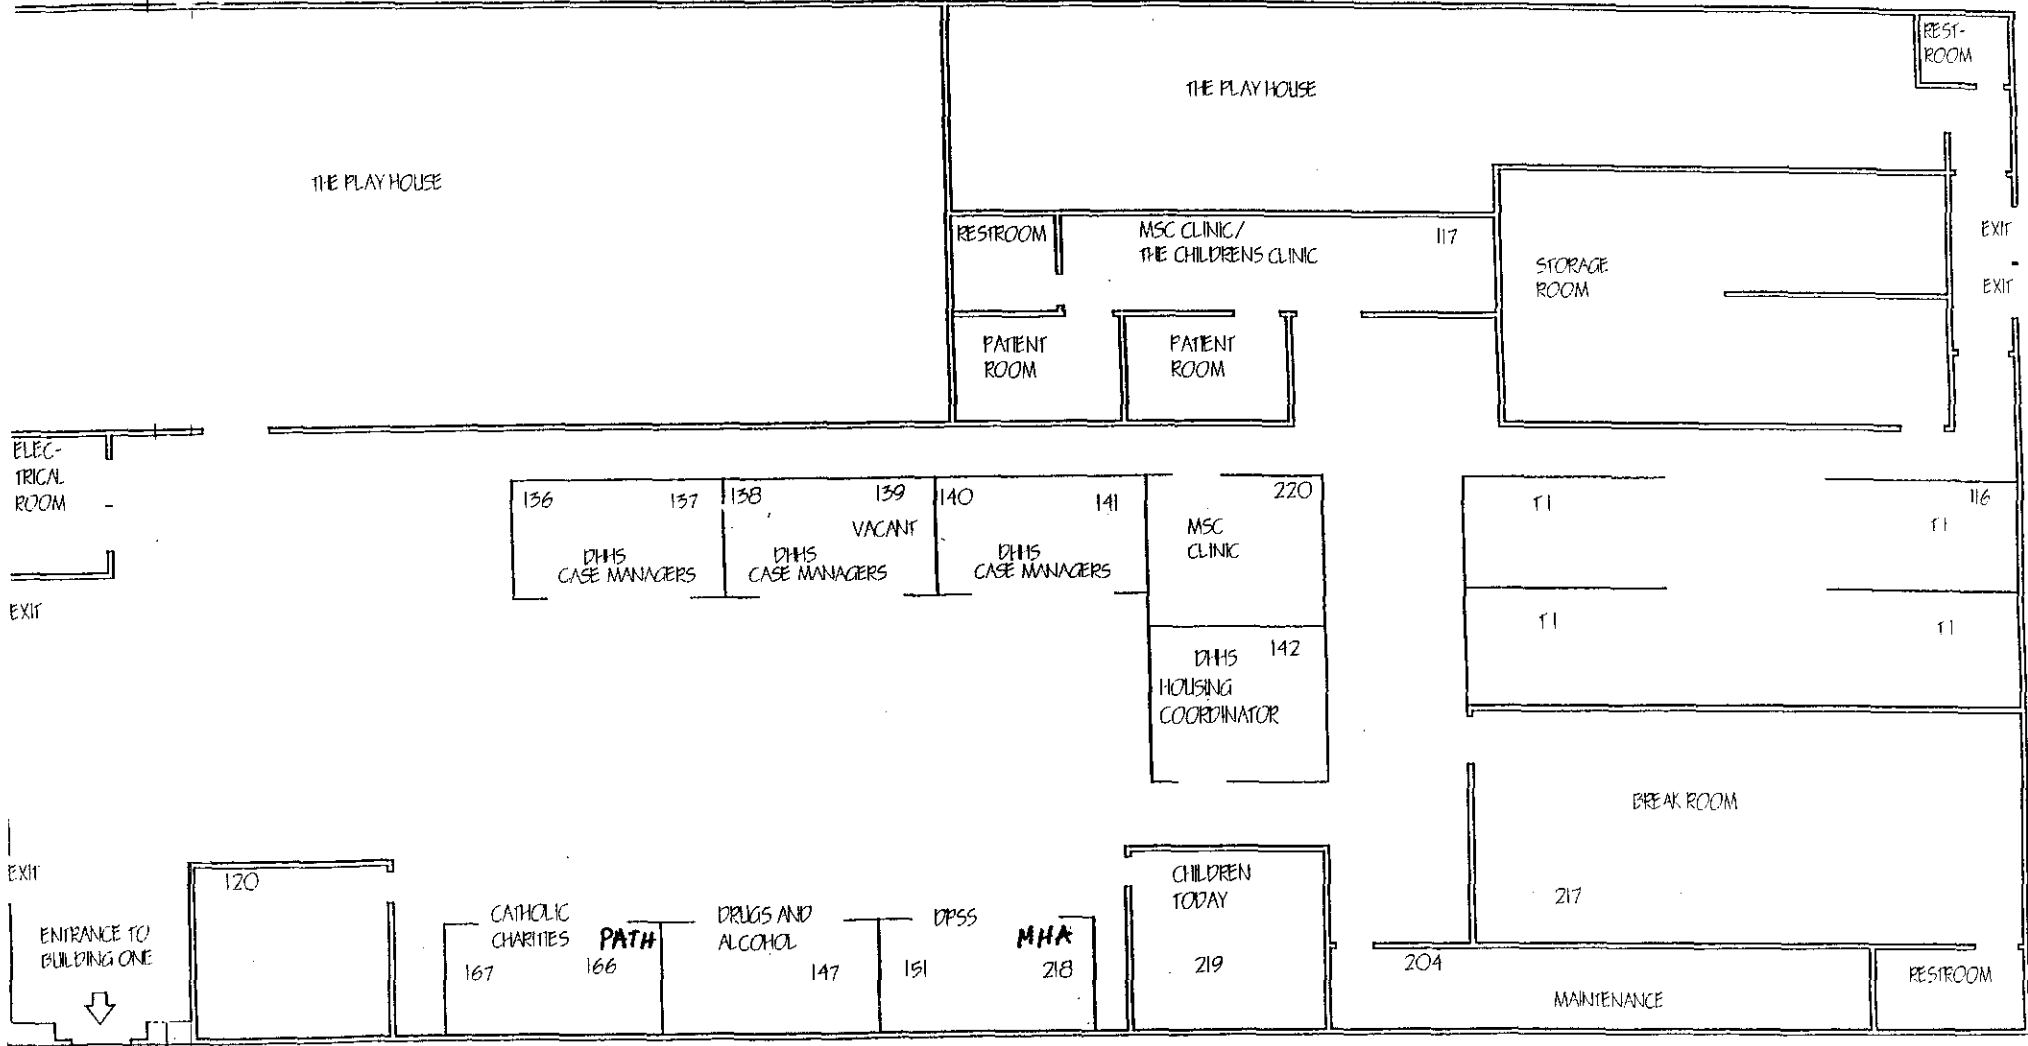 REST-
ROOM
THE PLAY HOUSE
THE PLAY HOUSE
RESTROOM
MSC CLINIC/
THE CHILDRENS CLINIC
117
EXIT
EXIT
STORAGE
ROOM
PATIENT
ROOM
PATIENT
ROOM
ELEC-
TRICAL
ROOM
EXIT
136
137
DHHS
CASE MANAGERS
138
139
VACANT
DHHS
CASE MANAGERS
140
141
DHHS
CASE MANAGERS
220
MSC
CLINIC
T1
116
T1
T1
T1
DHHS
142
HOUSING
COORDINATOR
BREAK ROOM
217
EXIT
ENTRANCE TO
BUILDING ONE
120
CATHOLIC
CHARITIES
PATH
167
166
DRUGS AND
ALCOHOL
147
DPSS
MHA
151
218
CHILDREN
TODAY
219
204
MAINTENANCE
RESTROOM